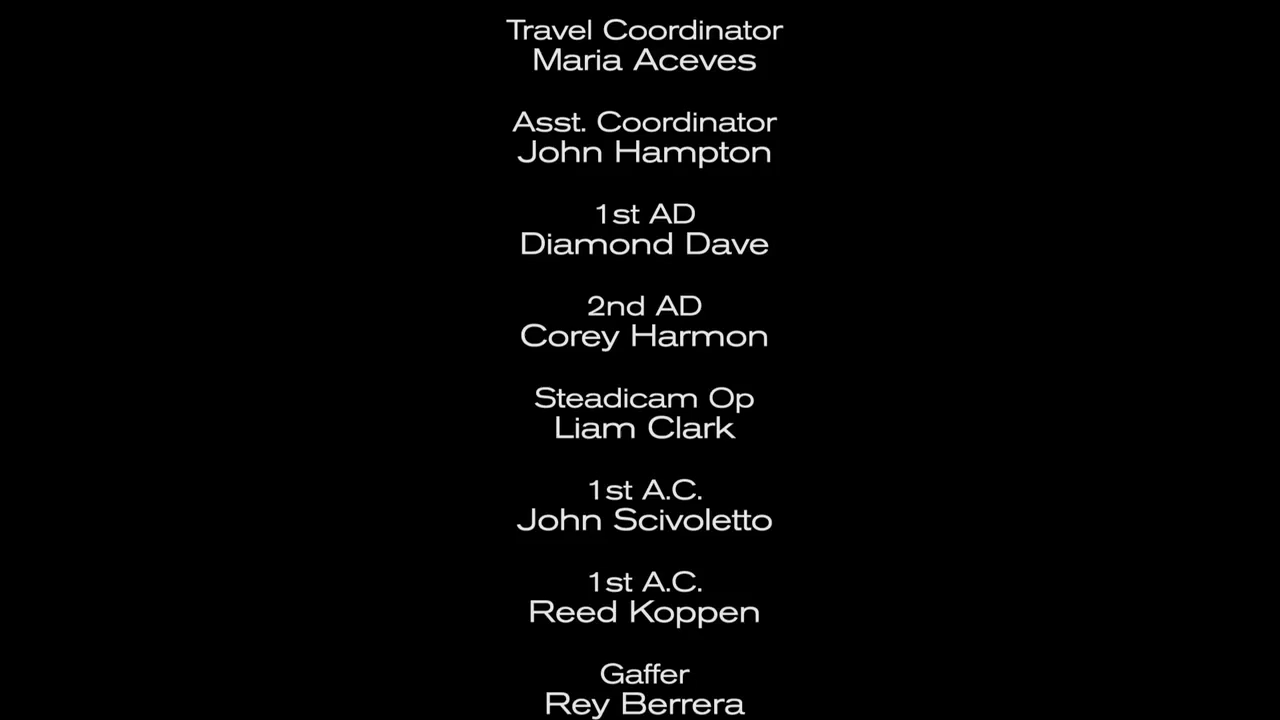 Travel Coordinator
Maria Aceves
Asst. Coordinator
John Hampton
1st AD
Diamond Dave
2nd AD
Corey Harmon
Steadicam Op
Liam Clark
1st A.C.
John Scivoletto
1st A.C.
Reed Koppen
Gaffer
Rey Berrera